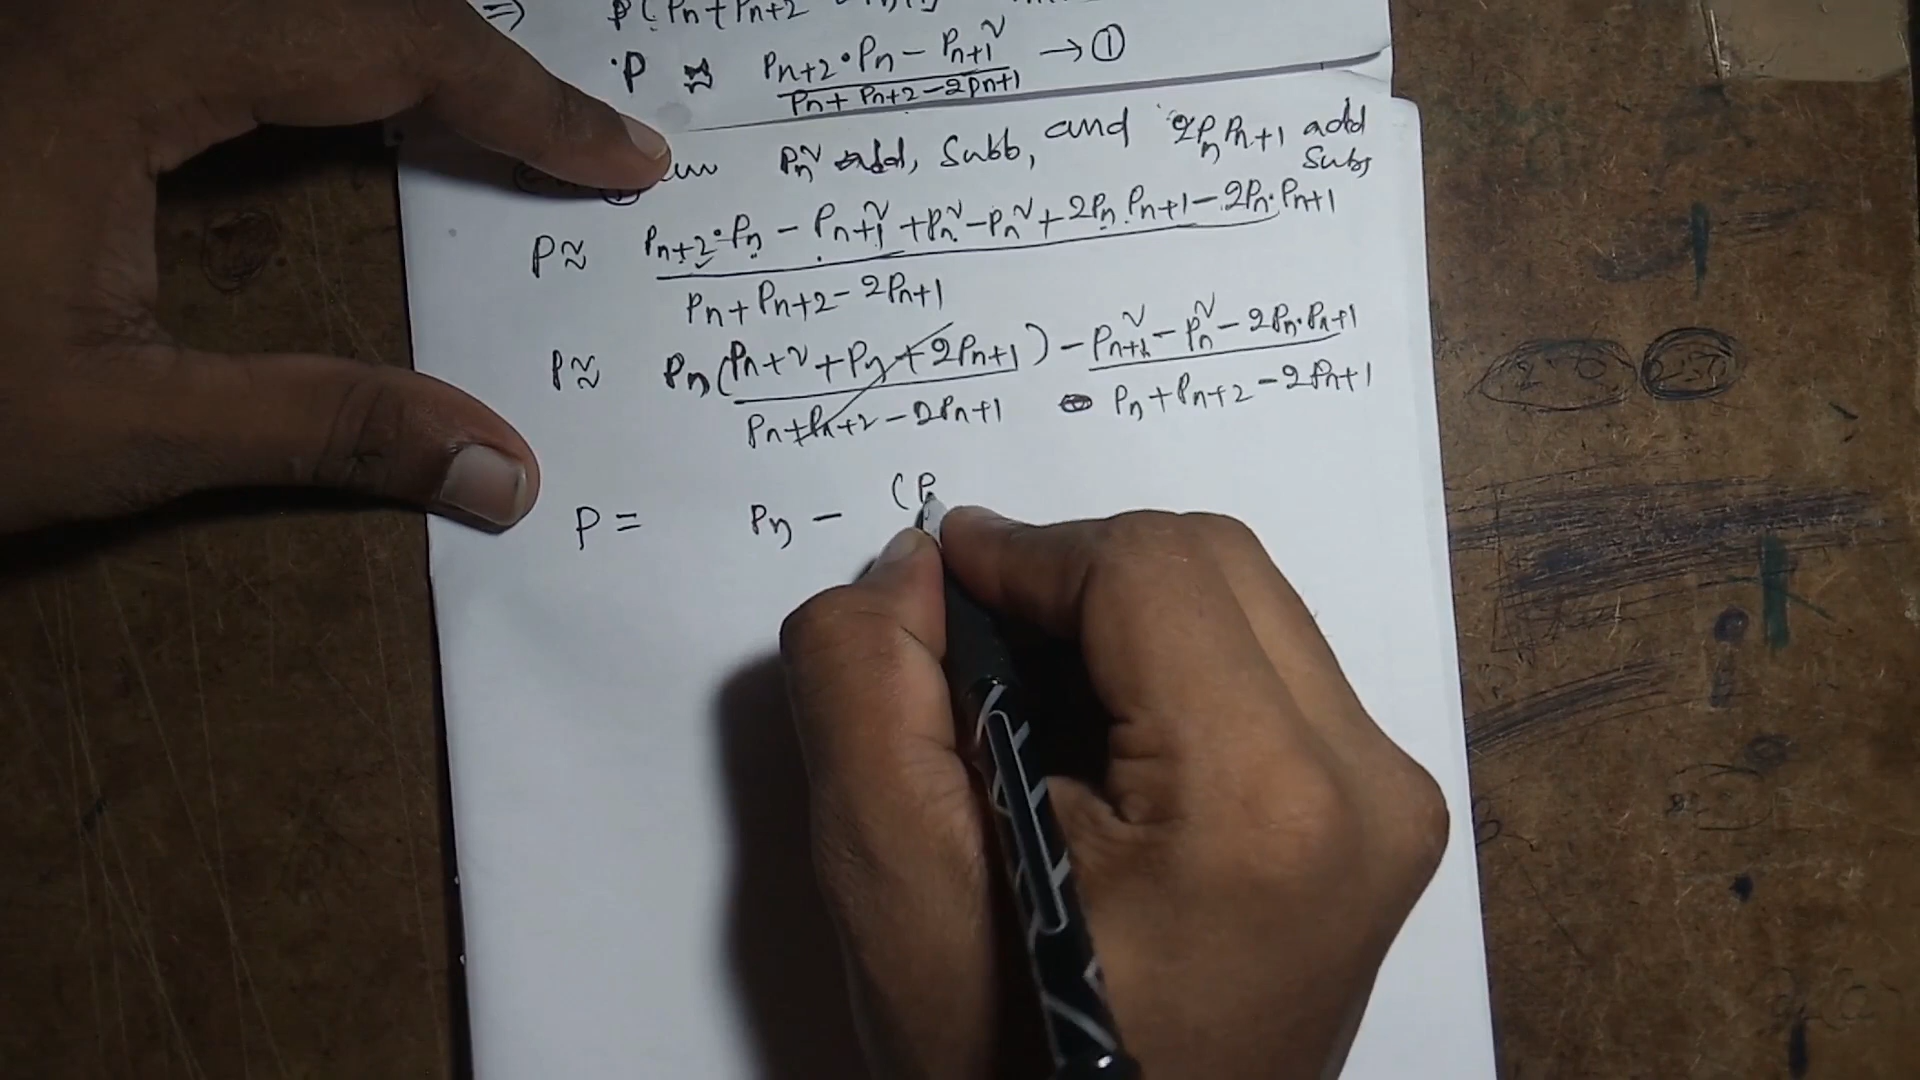 => P(Pn+Pn+2
P ≈ Pn+2·Pn - Pn+1² → ①
Pn + Pn+2 - 2Pn+1
Pn² add, Subb, and 2PnPn+1 add
Subs
P ≈ Pn+2·Pn - Pn+1² + Pn² - Pn² + 2Pn.Pn+1 - 2Pn.Pn+1
Pn + Pn+2 - 2Pn+1
P ≈ Pn(Pn+2 + Pn + 2Pn+1) - Pn+1² - Pn² - 2Pn.Pn+1
Pn + Pn+2 - 2Pn+1 Pn + Pn+2 - 2Pn+1
P = Pn - (P